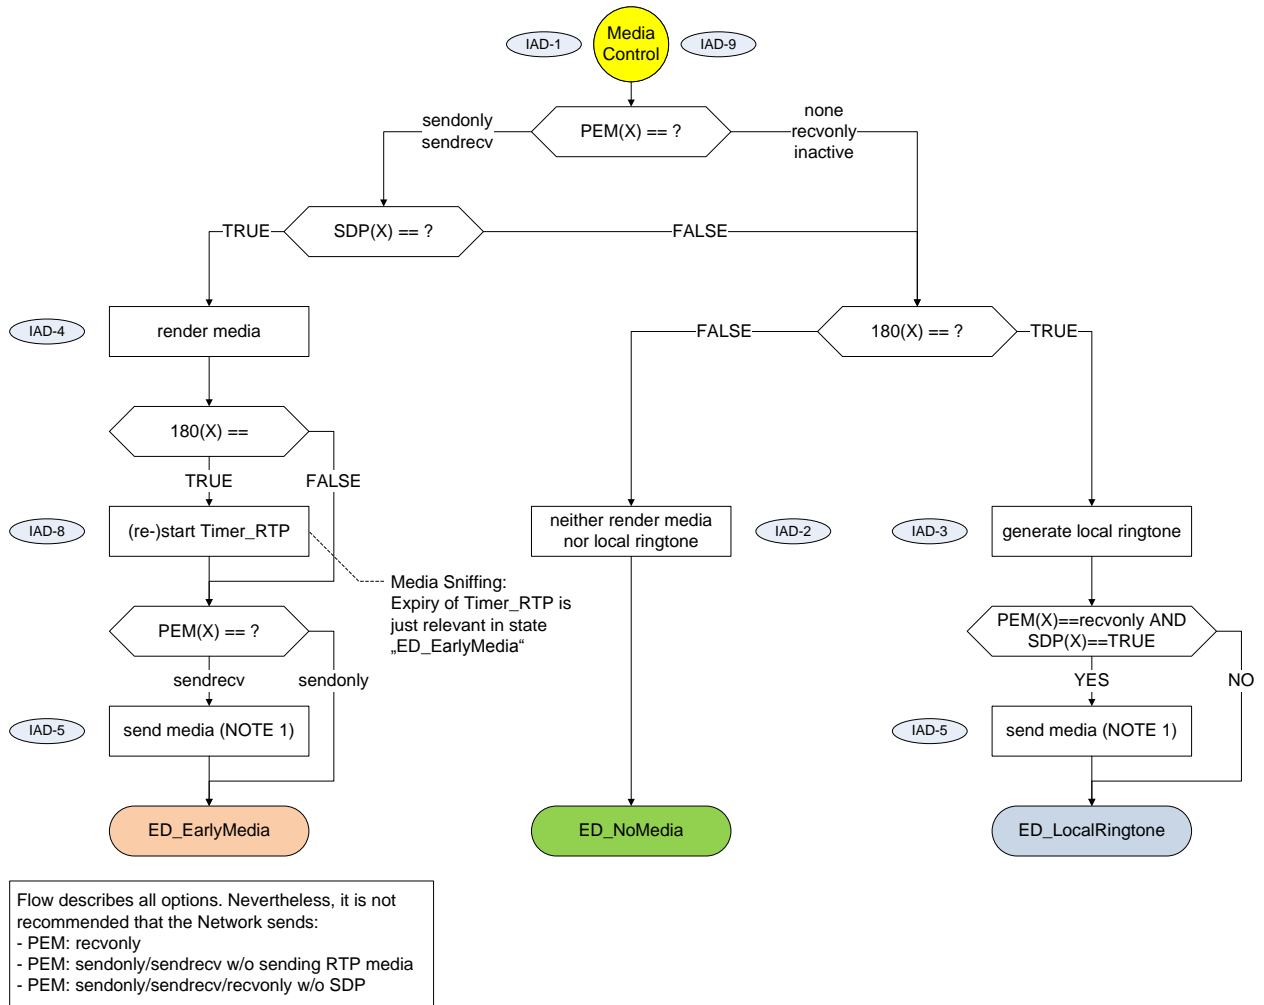 IAD-1
Media
Control
IAD-9
PEM(X) == ?
sendonly
sendrecv
none
recvonly
inactive
SDP(X) == ?
TRUE
FALSE
IAD-4
render media
180(X) == ?
FALSE
TRUE
180(X) ==
TRUE
FALSE
IAD-8
(re-)start Timer_RTP
neither render media
nor local ringtone
IAD-2
IAD-3
generate local ringtone
Media Sniffing:
Expiry of Timer_RTP is
just relevant in state
„ED_EarlyMedia“
PEM(X) == ?
sendrecv
sendonly
PEM(X)==recvonly AND
SDP(X)==TRUE
YES
NO
IAD-5
send media (NOTE 1)
IAD-5
send media (NOTE 1)
ED_EarlyMedia
ED_NoMedia
ED_LocalRingtone
Flow describes all options. Nevertheless, it is not
recommended that the Network sends:
- PEM: recvonly
- PEM: sendonly/sendrecv w/o sending RTP media
- PEM: sendonly/sendrecv/recvonly w/o SDP